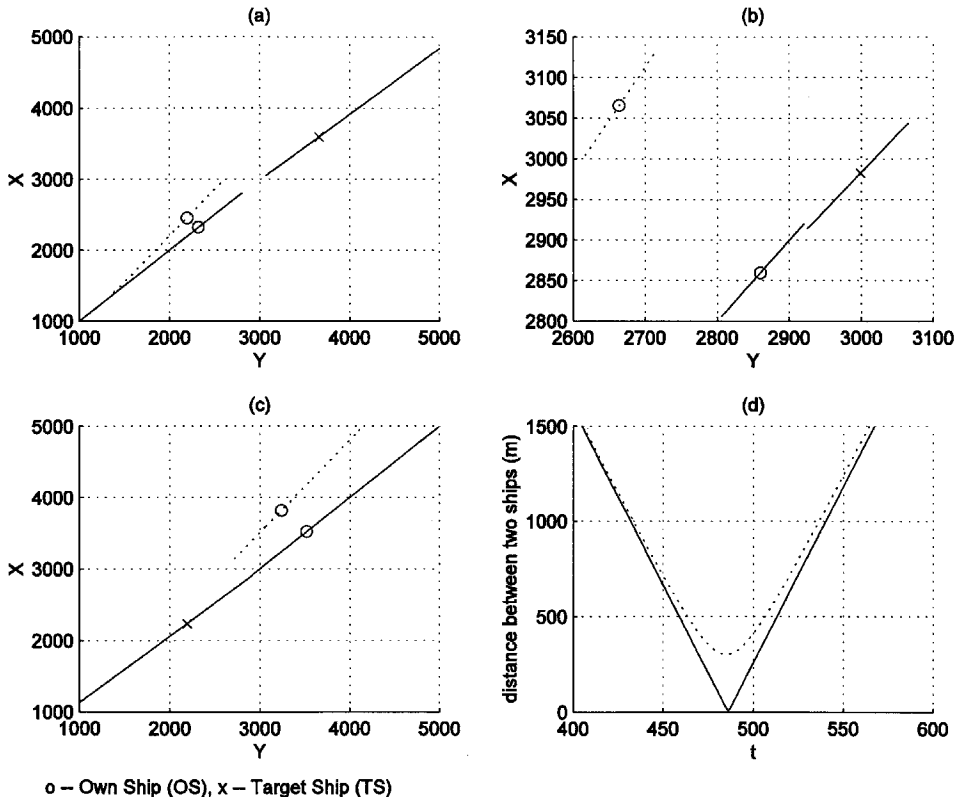 (a)
5000
4000
3000
2000
1000
X
1000 2000 3000 4000 5000
Y
(b)
3150
3100
3050
3000
2950
2900
2850
2800
X
2600 2700 2800 2900 3000 3100
Y
(c)
5000
4000
3000
2000
1000
X
1000 2000 3000 4000 5000
Y
(d)
1500
1000
500
0
distance between two ships (m)
400 450 500 550 600
t
o – Own Ship (OS), x – Target Ship (TS)